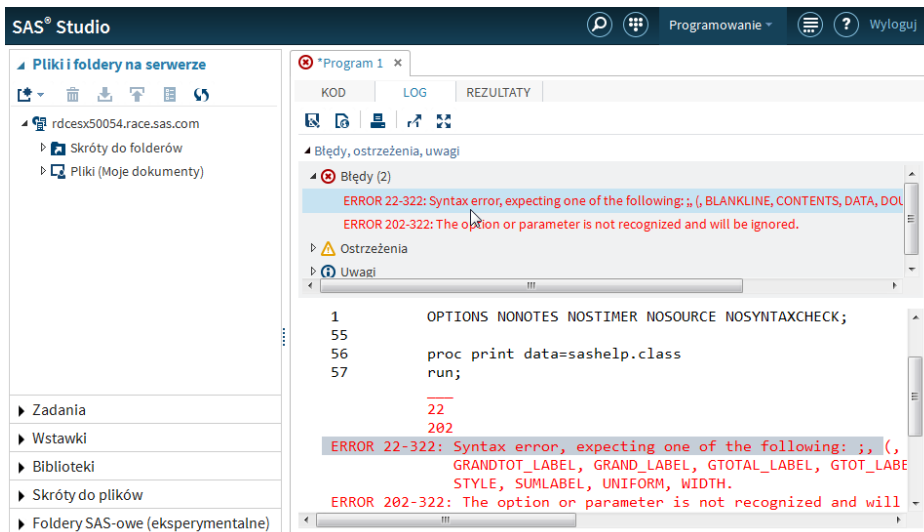 SAS® Studio
Programowanie
Wyloguj
Pliki i foldery na serwerze
rdcesx50054.race.sas.com
Skróty do folderów
Pliki (Moje dokumenty)
Zadania
Wstawki
Biblioteki
Skróty do plików
Foldery SAS-owe (eksperymentalne)
*Program 1
KOD LOG REZULTATY
Błędy, ostrzeżenia, uwagi
Błędy (2)
ERROR 22-322: Syntax error, expecting one of the following: ;, (, BLANKLINE, CONTENTS, DATA, DOU
ERROR 202-322: The option or parameter is not recognized and will be ignored.
Ostrzeżenia
Uwagi
1 OPTIONS NONOTES NOSTIMER NOSOURCE NOSYNTAXCHECK;
55
56 proc print data=sashelp.class
57 run;
___
22
202
ERROR 22-322: Syntax error, expecting one of the following: ;, (,
GRANDTOT_LABEL, GRAND_LABEL, GTOTAL_LABEL, GTOT_LABE
STYLE, SUMLABEL, UNIFORM, WIDTH.
ERROR 202-322: The option or parameter is not recognized and will